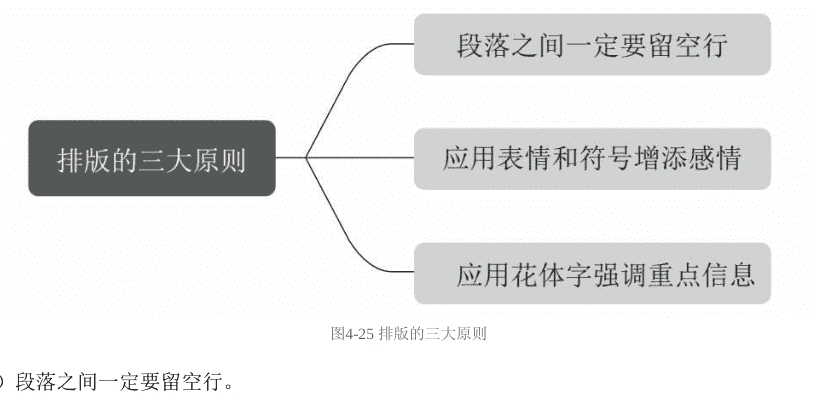 段落之间一定要留空行
排版的三大原则
应用表情和符号增添感情
应用花体字强调重点信息
图4-25 排版的三大原则
）段落之间一定要留空行。